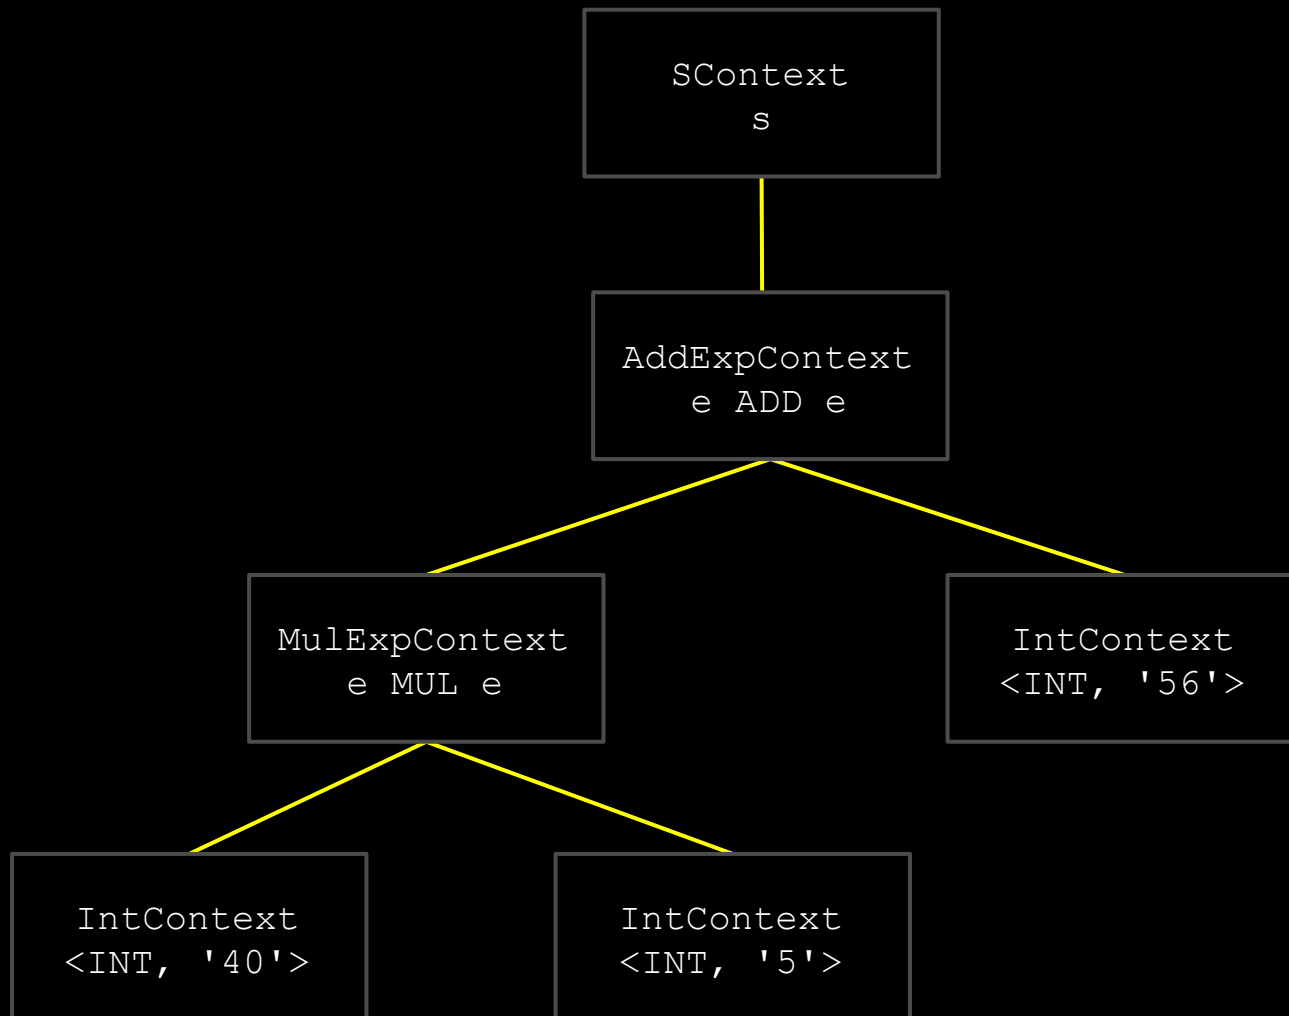 SContext
s
AddExpContext
e ADD e
MulExpContext
e MUL e
IntContext
<INT, '56'>
IntContext
<INT, '40'>
IntContext
<INT, '5'>